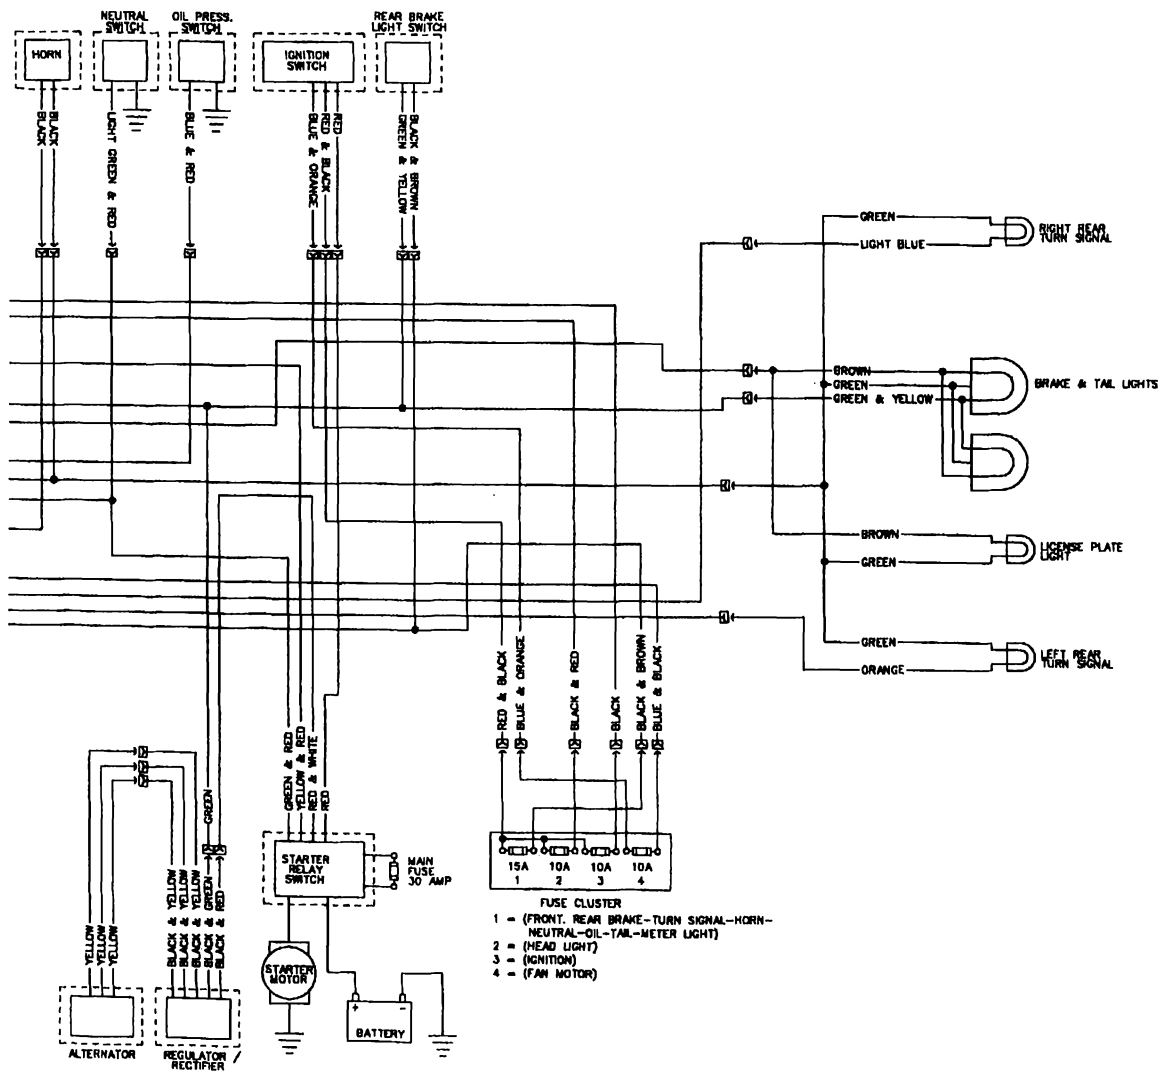 NEUTRAL
SWITCH
OIL PRESS.
SWITCH
REAR BRAKE
LIGHT SWITCH
HORN
IGNITION
SWITCH
BLACK
BLACK
LIGHT GREEN & RED
BLUE & RED
BLUE & ORANGE
RED & BLACK
RED
GREEN & YELLOW
BLACK & BROWN
GREEN
LIGHT BLUE
RIGHT REAR
TURN SIGNAL
BROWN
GREEN
GREEN & YELLOW
BRAKE & TAIL LIGHTS
BROWN
GREEN
LICENSE PLATE
LIGHT
GREEN
ORANGE
LEFT REAR
TURN SIGNAL
RED & BLACK
BLUE & ORANGE
BLACK & RED
BLACK
BLACK & BROWN
BLUE & BLACK
GREEN & RED
YELLOW & RED
RED & WHITE
RED
GREEN
YELLOW
YELLOW
YELLOW
BLACK & YELLOW
BLACK & YELLOW
BLACK & YELLOW
BLACK & GREEN
BLACK & RED
STARTER
RELAY
SWITCH
MAIN
FUSE
30 AMP
15A 10A 10A 10A
1 2 3 4
FUSE CLUSTER
1 = (FRONT. REAR BRAKE-TURN SIGNAL-HORN-
NEUTRAL-OIL-TAIL-METER LIGHT)
2 = (HEAD LIGHT)
3 = (IGNITION)
4 = (FAN MOTOR)
STARTER
MOTOR
+ -
BATTERY
ALTERNATOR
REGULATOR /
RECTIFIER